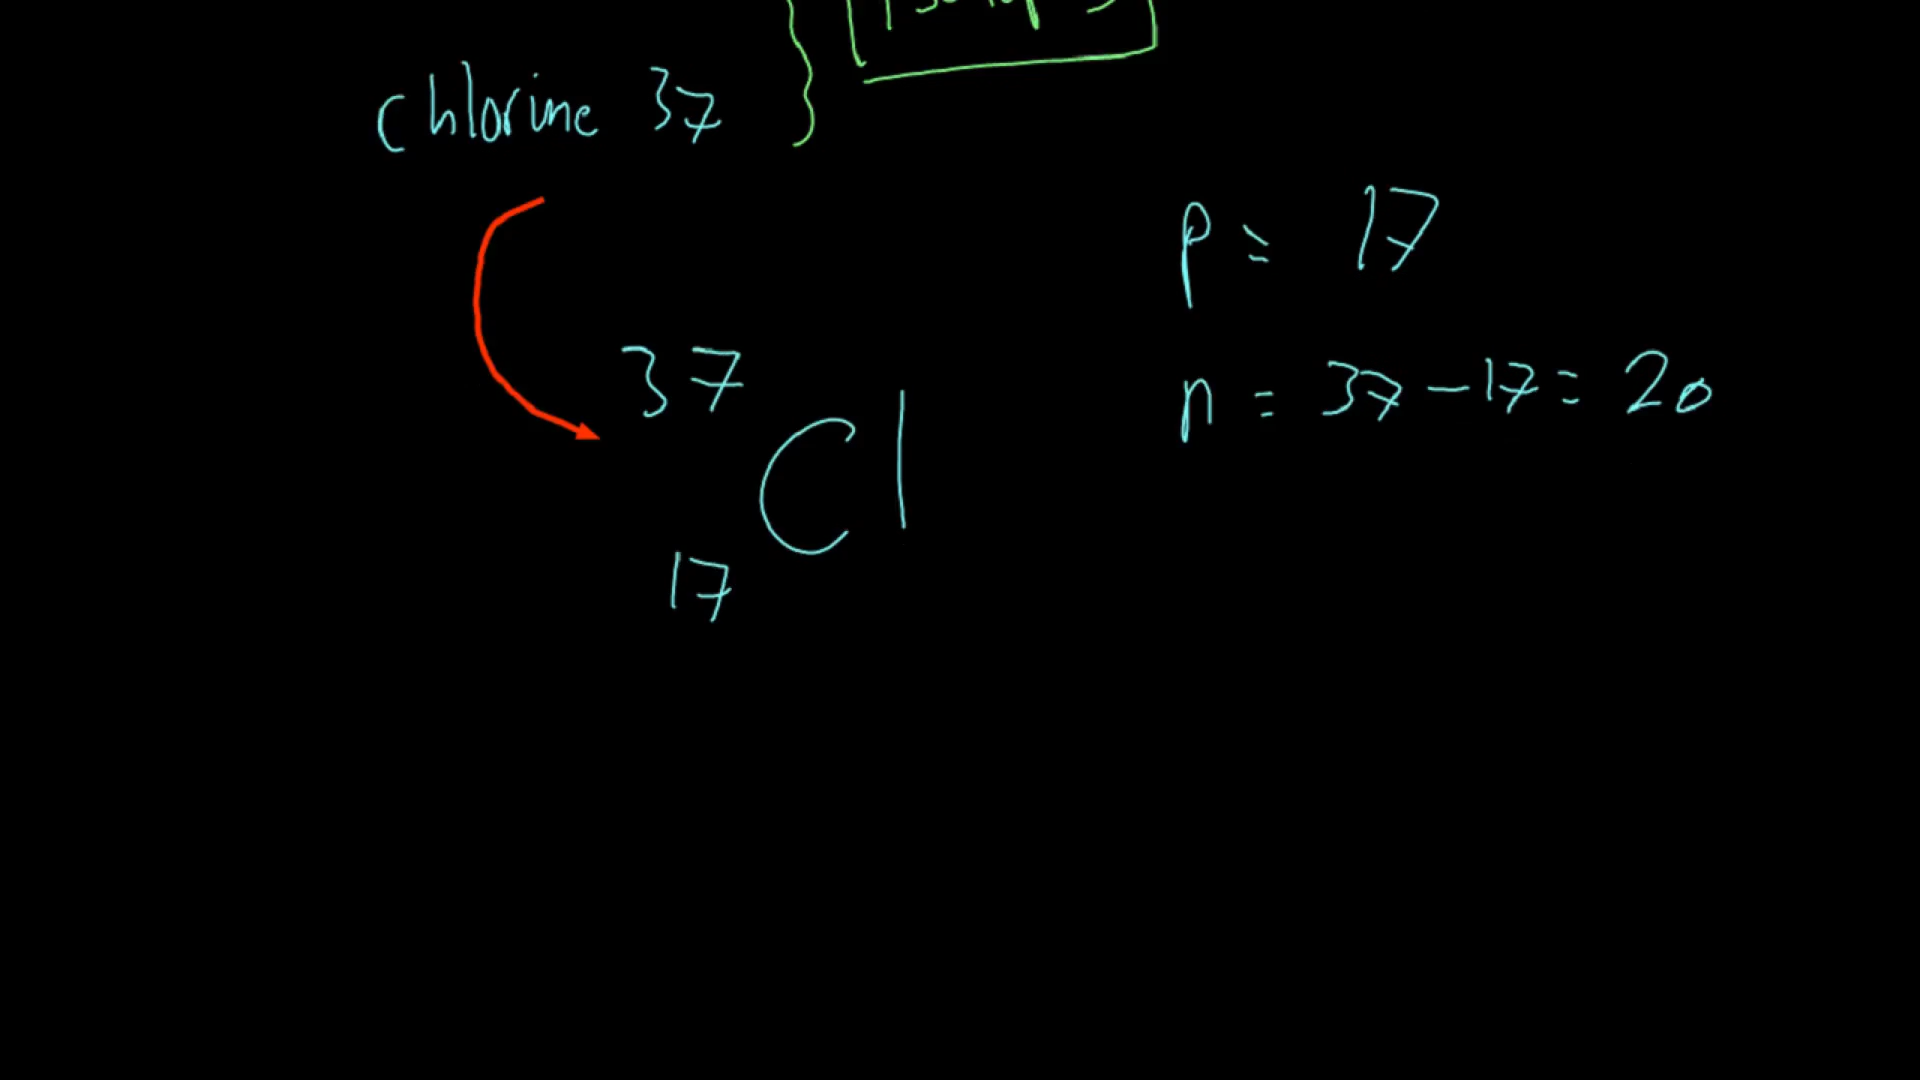 chlorine 37
p = 17
37
n = 37 - 17 = 20
Cl
17